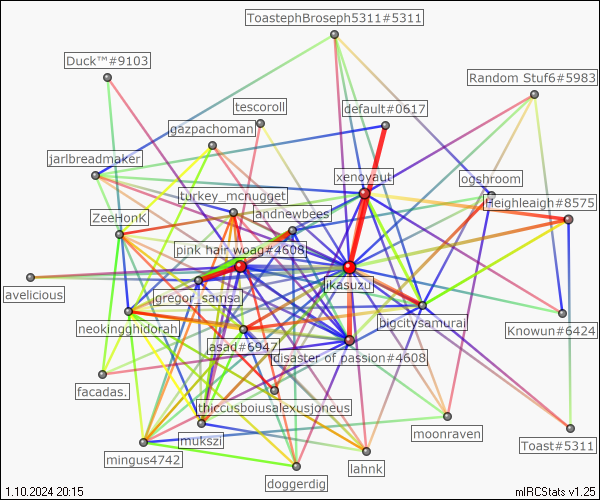 ToastephBroseph5311#5311
Duck™#9103
Random Stuf6#5983
tescoroll
default#0617
gazpachoman
jarlbreadmaker
xenoyaut
ogshroom
turkey_mcnugget
Heighleaigh#8575
ZeeHonK
andnewbees
pink hair woag#4608
ikasuzu
avelicious
gregor_samsa
neokingghidorah
bigcitysamurai
Knowun#6424
asad#6947
disaster of passion#4608
facadas.
thiccusboiusalexusjoneus
mukszi
moonraven
Toast#5311
mingus4742
lahnk
doggerdig
1.10.2024 20:15
mIRCStats v1.25